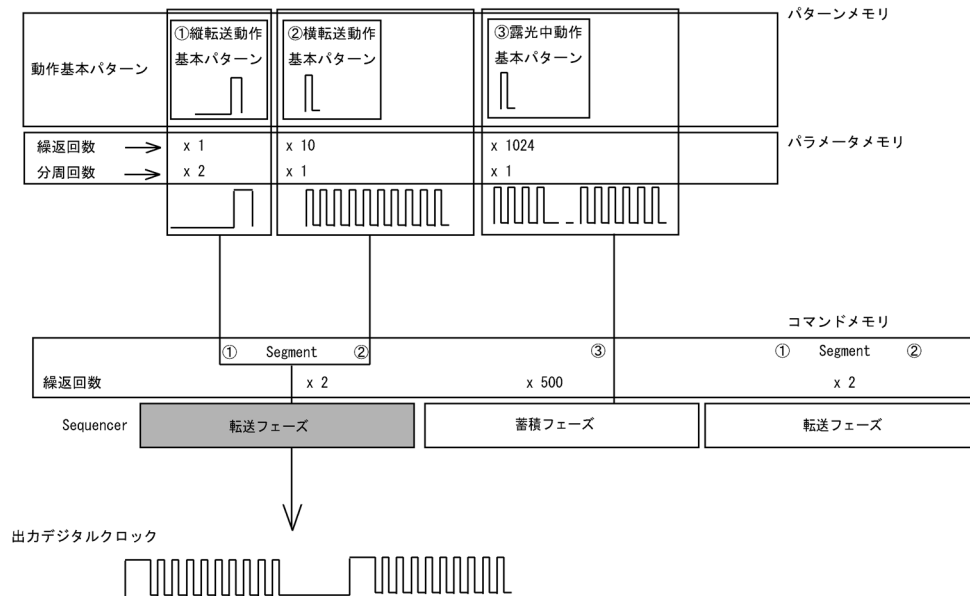 パターンメモリ
①縦転送動作
基本パターン
②横転送動作
基本パターン
③露光中動作
基本パターン
動作基本パターン
パラメータメモリ
繰返回数 x 1 x 10 x 1024
分周回数 x 2 x 1 x 1
コマンドメモリ
① Segment ② ③ ① Segment ②
繰返回数 x 2 x 500 x 2
Sequencer 転送フェーズ 蓄積フェーズ 転送フェーズ
出力デジタルクロック